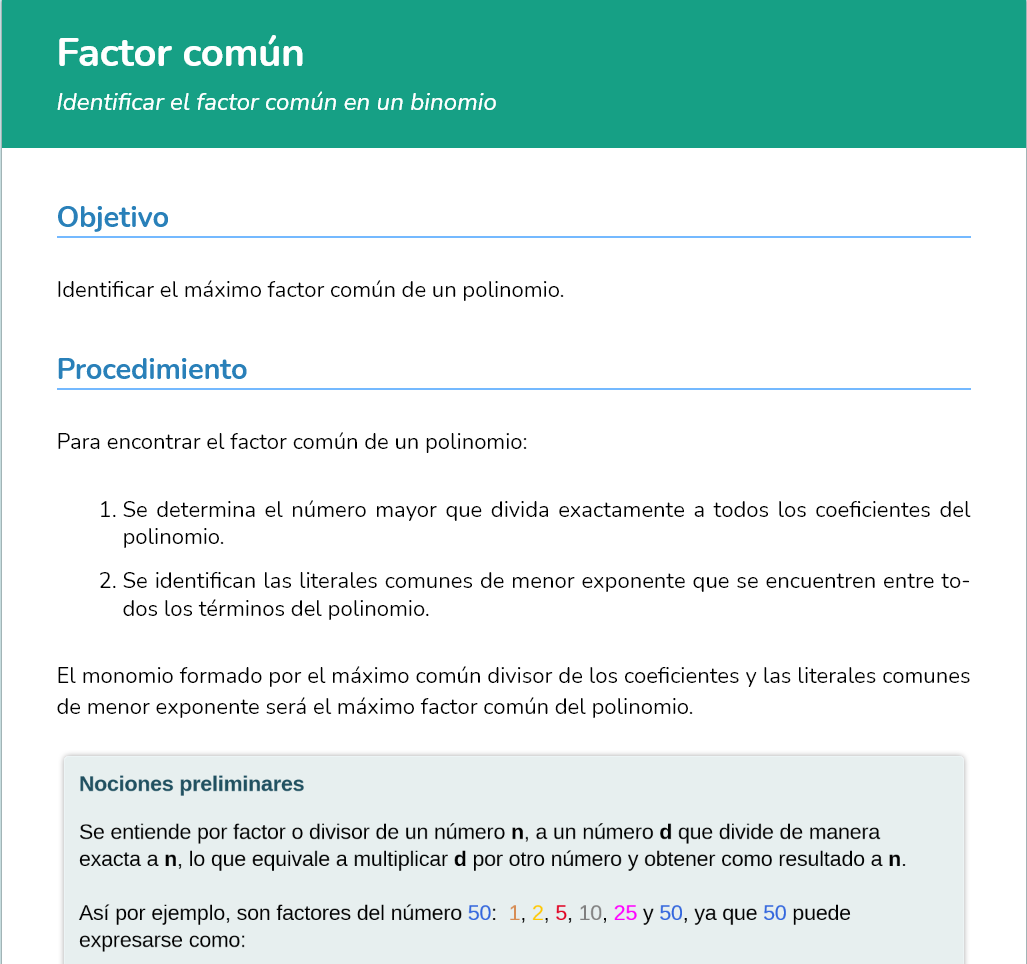 Factor común
Identificar el factor común en un binomio
Objetivo
Identificar el máximo factor común de un polinomio.
Procedimiento
Para encontrar el factor común de un polinomio:
1. Se determina el número mayor que divida exactamente a todos los coeficientes del
polinomio.
2. Se identifican las literales comunes de menor exponente que se encuentren entre to-
dos los términos del polinomio.
El monomio formado por el máximo común divisor de los coeficientes y las literales comunes
de menor exponente será el máximo factor común del polinomio.
Nociones preliminares
Se entiende por factor o divisor de un número n, a un número d que divide de manera
exacta a n, lo que equivale a multiplicar d por otro número y obtener como resultado a n.
Así por ejemplo, son factores del número 50: 1, 2, 5, 10, 25 y 50, ya que 50 puede
expresarse como: